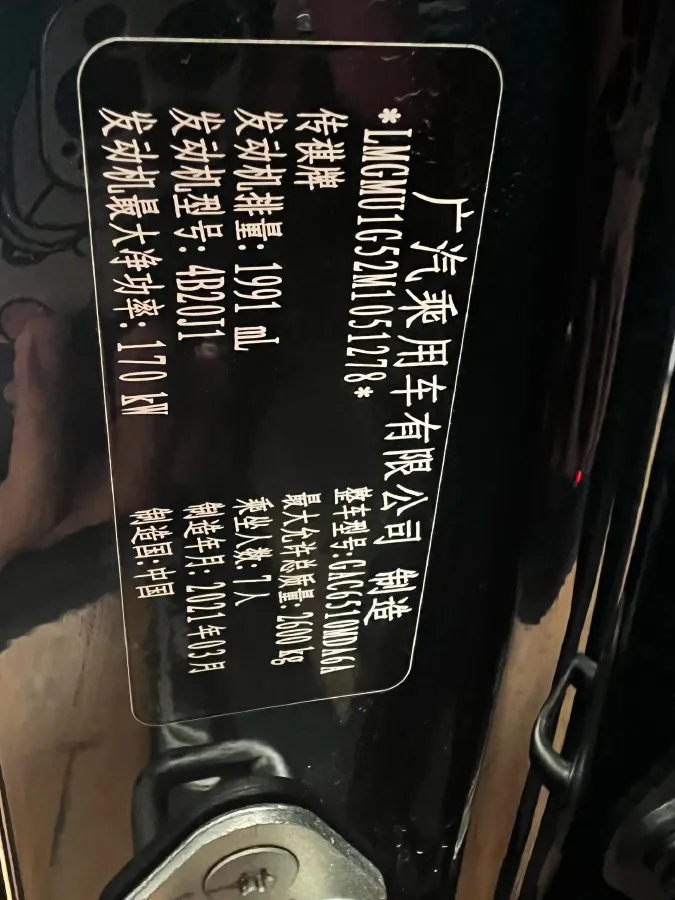 广汽乘用车有限公司 制造
*LMGMU1G52M1051278*
传祺牌
整车型号:GAC6510MDA6A
发动机排量: 1991 mL
最大允许总质量: 2600kg
发动机型号: 4B20J1
乘坐人数: 7人
发动机最大净功率: 170 kW
制造年月: 2021年03月
制造国:中国